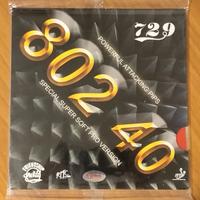 729
802 40
POWERFUL ATTACKING PIPS
SPECIAL SUPER SOFT PRO VERSION